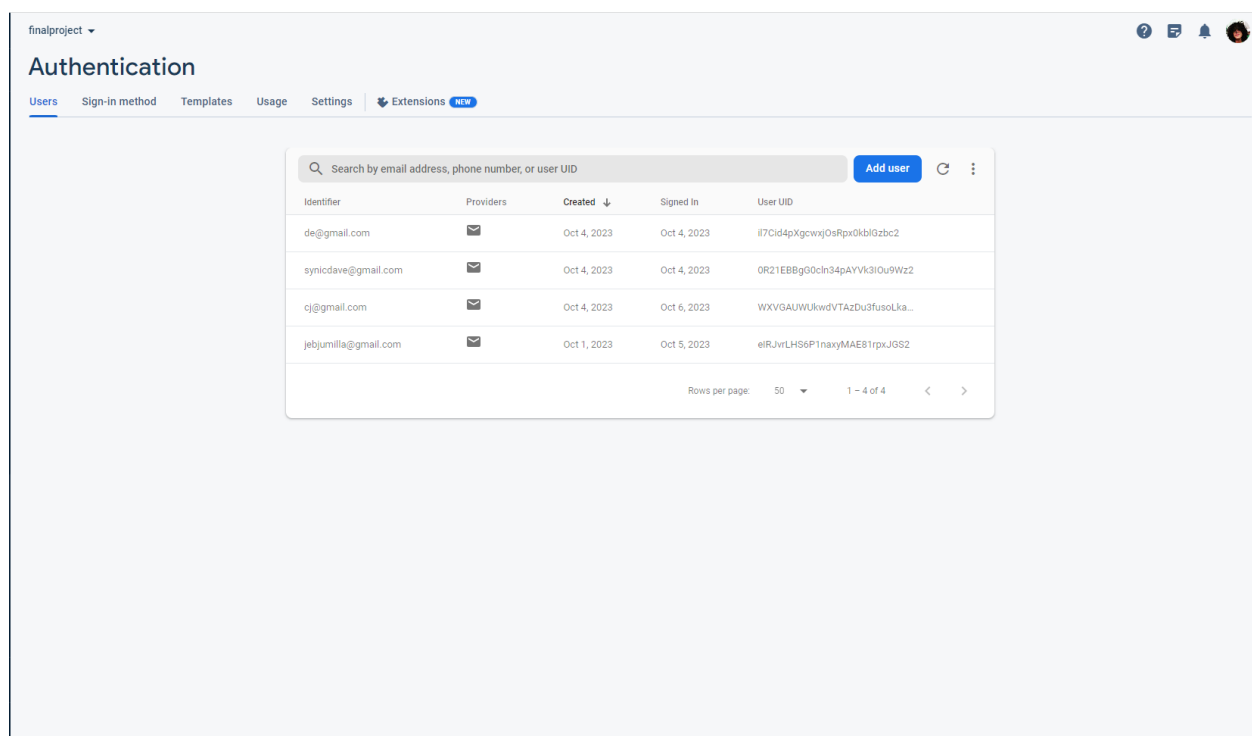 finalproject
Authentication
Users Sign-in method Templates Usage Settings Extensions NEW
Search by email address, phone number, or user UID Add user
Identifier Providers Created Signed In User UID
de@gmail.com Oct 4, 2023 Oct 4, 2023 il7Cid4pXgcwxjOsRpx0kblGzbc2
synicdave@gmail.com Oct 4, 2023 Oct 4, 2023 0R21EBBgG0cln34pAYVk3IOu9Wz2
cj@gmail.com Oct 4, 2023 Oct 6, 2023 WXVGAUWUkwdVTAzDu3fusoLka...
jebjumilla@gmail.com Oct 1, 2023 Oct 5, 2023 elRJvrLHS6P1naxyMAE81rpxJGS2
Rows per page: 50 1 – 4 of 4